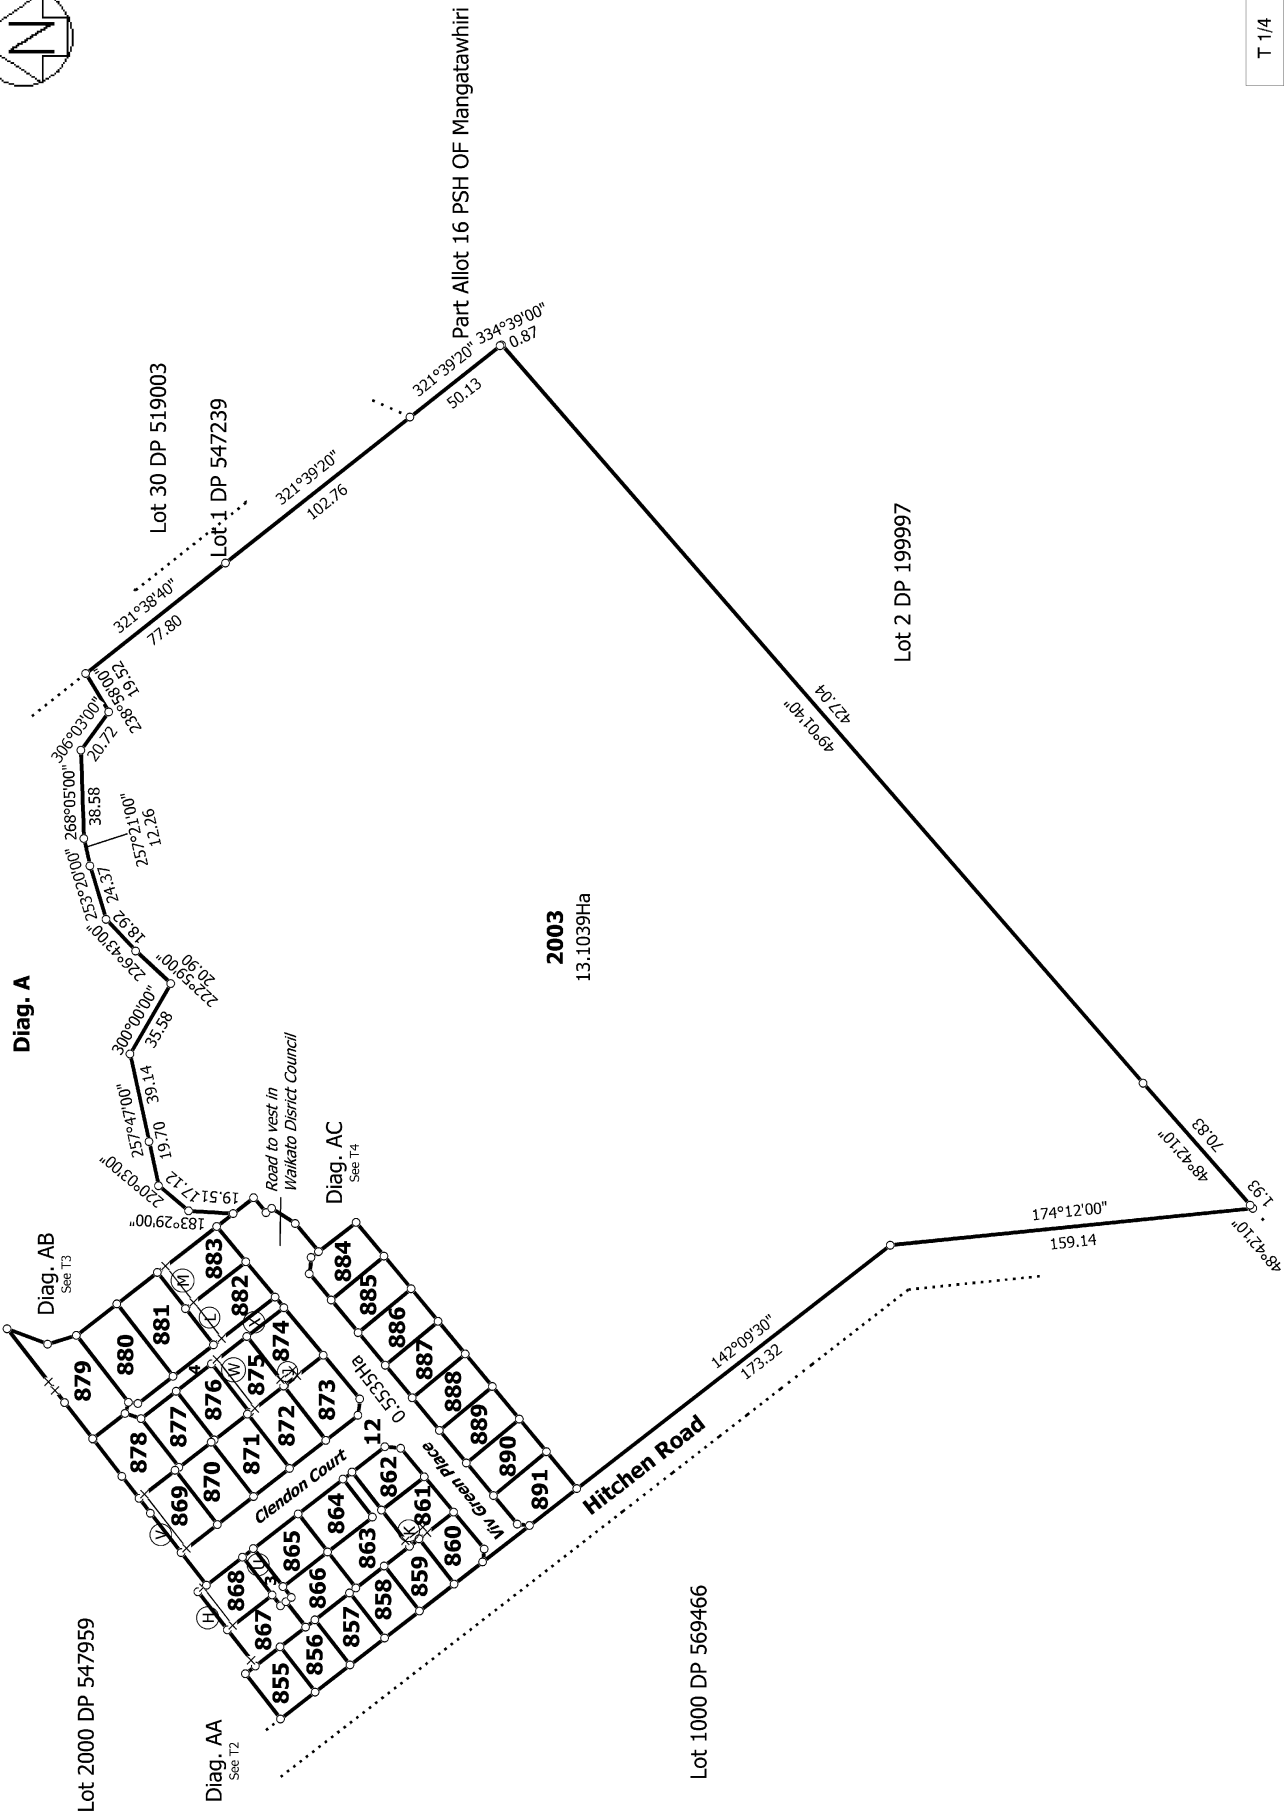 N
T 1/4
Diag. A
Part Allot 16 PSH OF Mangatawhiri
Lot 30 DP 519003
Lot 1 DP 547239
Lot 2 DP 199997
Lot 1000 DP 569466
Lot 2000 DP 547959
2003
13.1039Ha
Diag. AA
See T2
Diag. AB
See T3
Diag. AC
See T4
Road to vest in
Waikato Disrict Council
183°29'00"
19.51
220°03'00"
17.12
257°47'00"
19.70
39.14
300°00'00"
35.58
222°59'00"
20.90
226°43'00"
18.92
253°20'00"
24.37
257°21'00"
12.26
268°05'00"
38.58
306°03'00"
20.72
238°58'00"
19.52
321°38'40"
77.80
321°39'20"
102.76
321°39'20"
50.13
334°39'00"
0.87
49°01'40"
427.04
48°42'10"
70.83
48°42'10"
1.93
174°12'00"
159.14
142°09'30"
173.32
Hitchen Road
Clendon Court
Viv Green Place
12
0.5535Ha
855
856
857
858
859
860
861
862
863
864
865
866
867
868
869
870
871
872
873
874
875
876
877
878
879
880
881
882
883
884
885
886
887
888
889
890
891
3
4
H
U
V
K
J
W
L
M